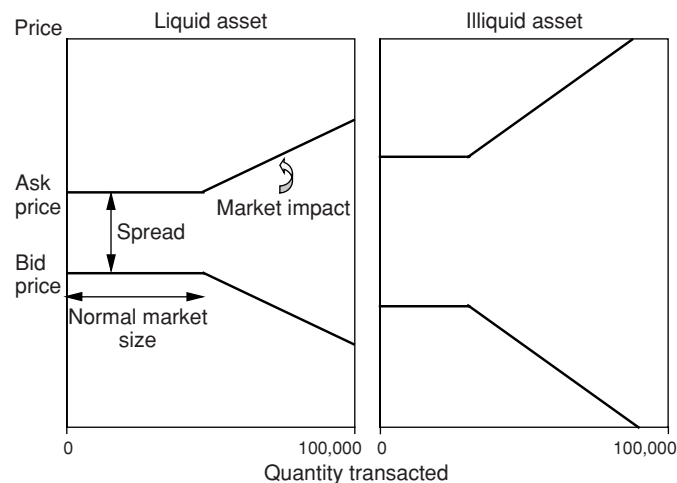 Price
Liquid asset
Illiquid asset
Ask
price
Market impact
Spread
Bid
price
Normal market
size
0
100,000
0
100,000
Quantity transacted